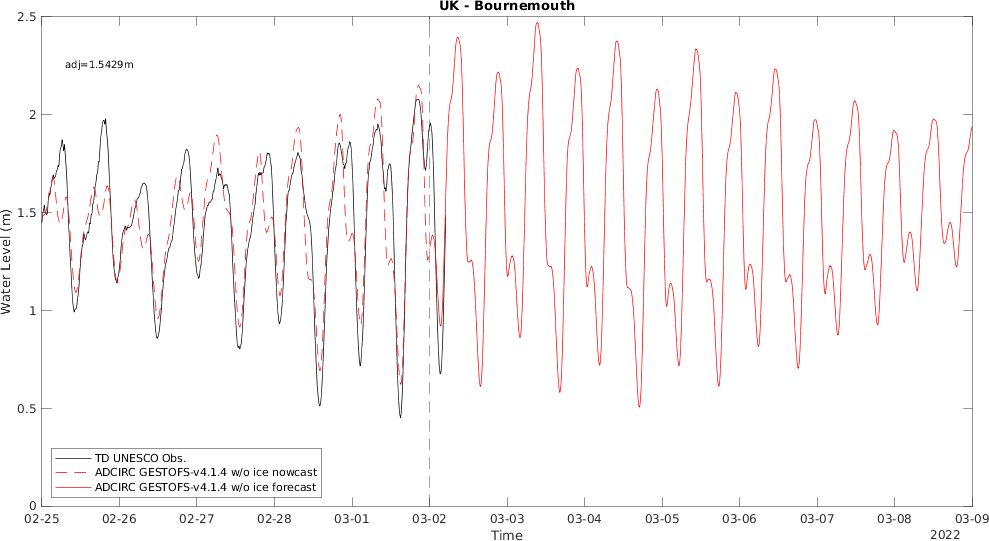 UK - Bournemouth
2.5
2
1.5
1
0.5
0
Water Level (m)
adj=1.5429m
TD UNESCO Obs.
ADCIRC GESTOFS-v4.1.4 w/o ice nowcast
ADCIRC GESTOFS-v4.1.4 w/o ice forecast
02-25 02-26 02-27 02-28 03-01 03-02 03-03 03-04 03-05 03-06 03-07 03-08 03-09
Time
2022